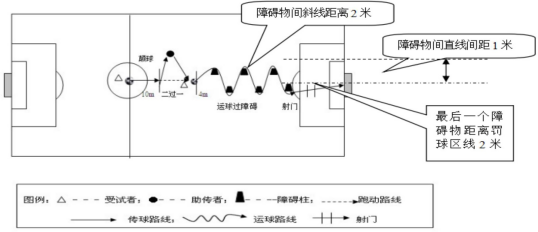 障碍物间斜线距离2米
障碍物间直线间距1米
颠球
10m
二过一
4m
运球过障碍
射门
最后一个障
碍物距离罚
球区线2米
图例：△ ---受试者；●---助传者；---障碍柱；---跑动路线
传球路线；运球路线 射门